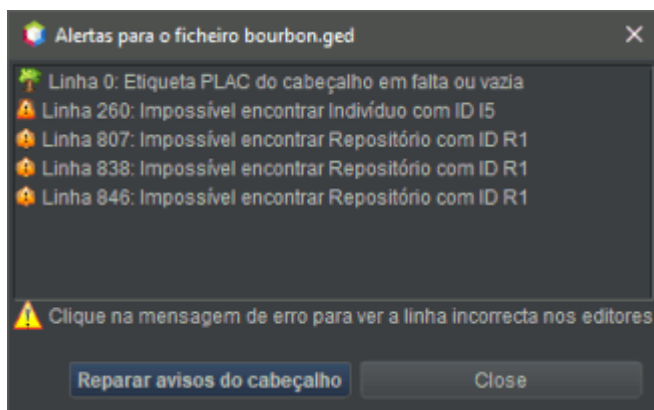 Alertas para o ficheiro bourbon.ged
Linha 0: Etiqueta PLAC do cabeçalho em falta ou vazia
Linha 260: Impossível encontrar Indivíduo com ID I5
Linha 807: Impossível encontrar Repositório com ID R1
Linha 838: Impossível encontrar Repositório com ID R1
Linha 846: Impossível encontrar Repositório com ID R1
Clique na mensagem de erro para ver a linha incorrecta nos editores
Reparar avisos do cabeçalho Close